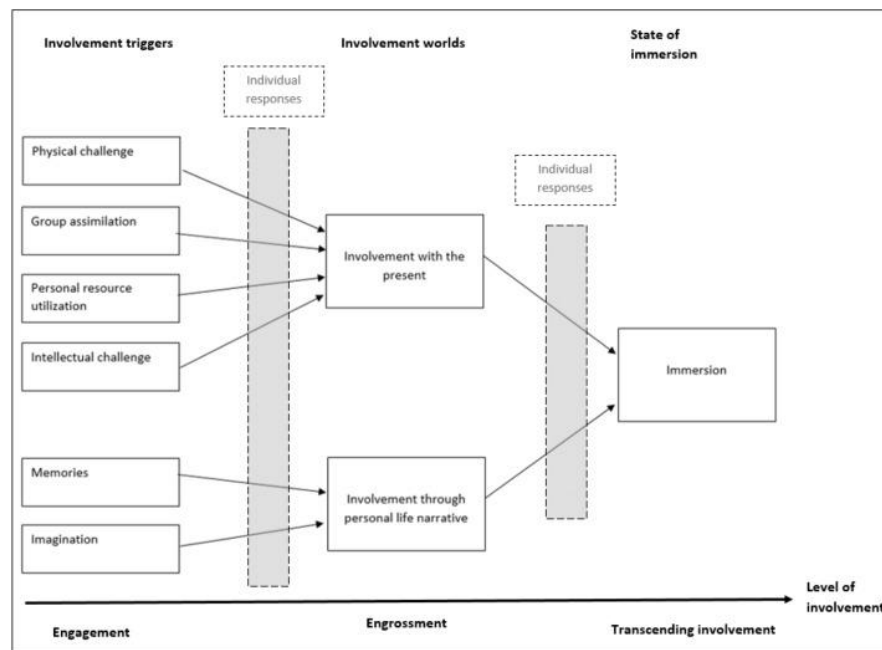 Involvement triggers
Involvement worlds
State of
immersion
Individual
responses
Physical challenge
Individual
responses
Group assimilation
Involvement with the
present
Personal resource
utilization
Intellectual challenge
Immersion
Memories
Involvement through
personal life narrative
Imagination
Level of
involvement
Engagement
Engrossment
Transcending involvement